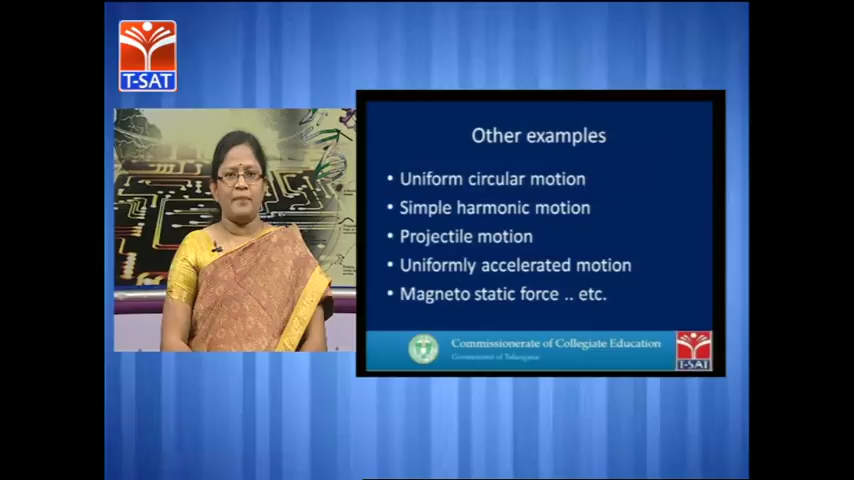 T-SAT
Other examples
• Uniform circular motion
• Simple harmonic motion
• Projectile motion
• Uniformly accelerated motion
• Magneto static force .. etc.
Commissionerate of Collegiate Education
Government of Telangana
T-SAT